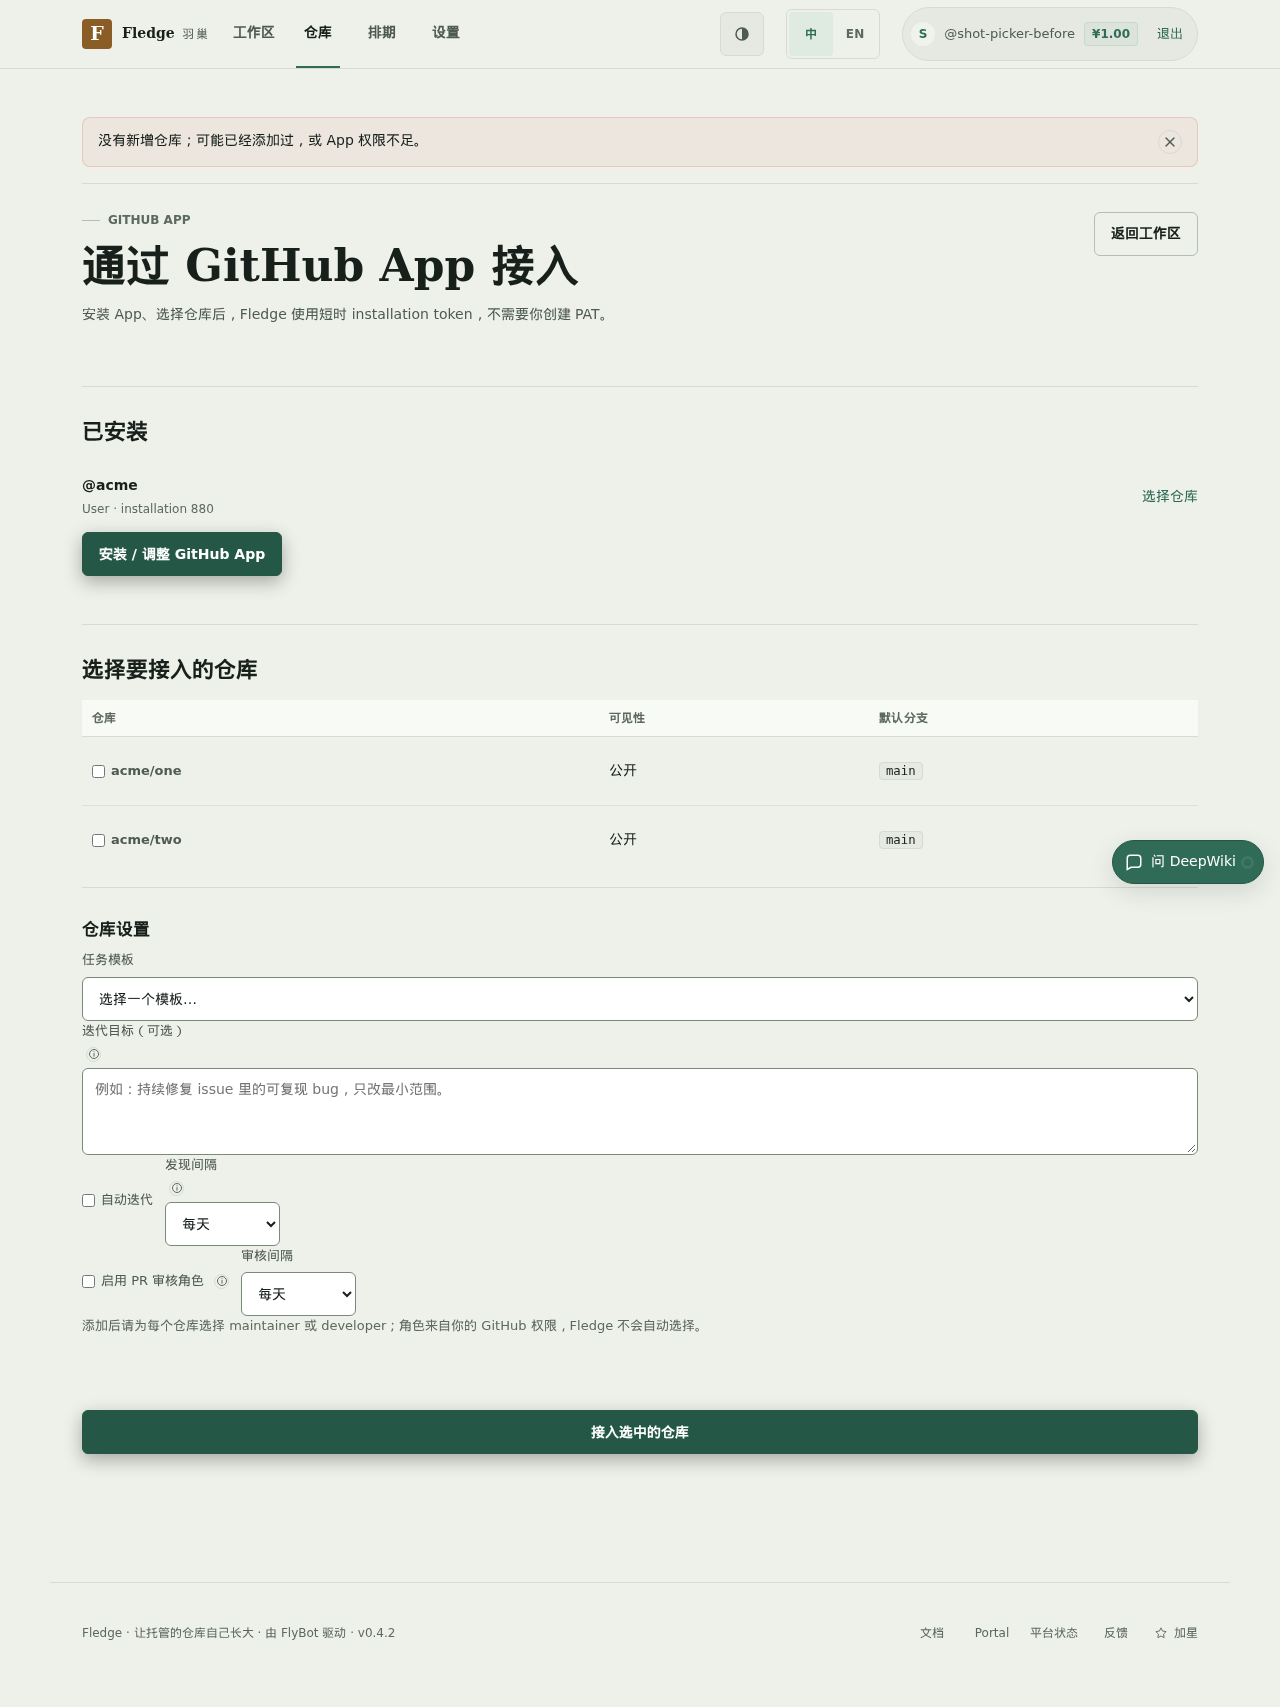 F Fledge 羽巢 工作区 仓库 排期 设置 中 EN S @shot-picker-before ¥1.00 退出
没有新增仓库；可能已经添加过，或 App 权限不足。
GITHUB APP
返回工作区
通过 GitHub App 接入
安装 App、选择仓库后，Fledge 使用短时 installation token，不需要你创建 PAT。
已安装
@acme
User · installation 880
选择仓库
安装 / 调整 GitHub App
选择要接入的仓库
仓库 可见性 默认分支
acme/one 公开 main
acme/two 公开 main
问 DeepWiki
仓库设置
任务模板
选择一个模板…
迭代目标（可选）
例如：持续修复 issue 里的可复现 bug，只改最小范围。
发现间隔
自动迭代
每天
审核间隔
启用 PR 审核角色
每天
添加后请为每个仓库选择 maintainer 或 developer；角色来自你的 GitHub 权限，Fledge 不会自动选择。
接入选中的仓库
Fledge · 让托管的仓库自己长大 · 由 FlyBot 驱动 · v0.4.2
文档 Portal 平台状态 反馈 加星